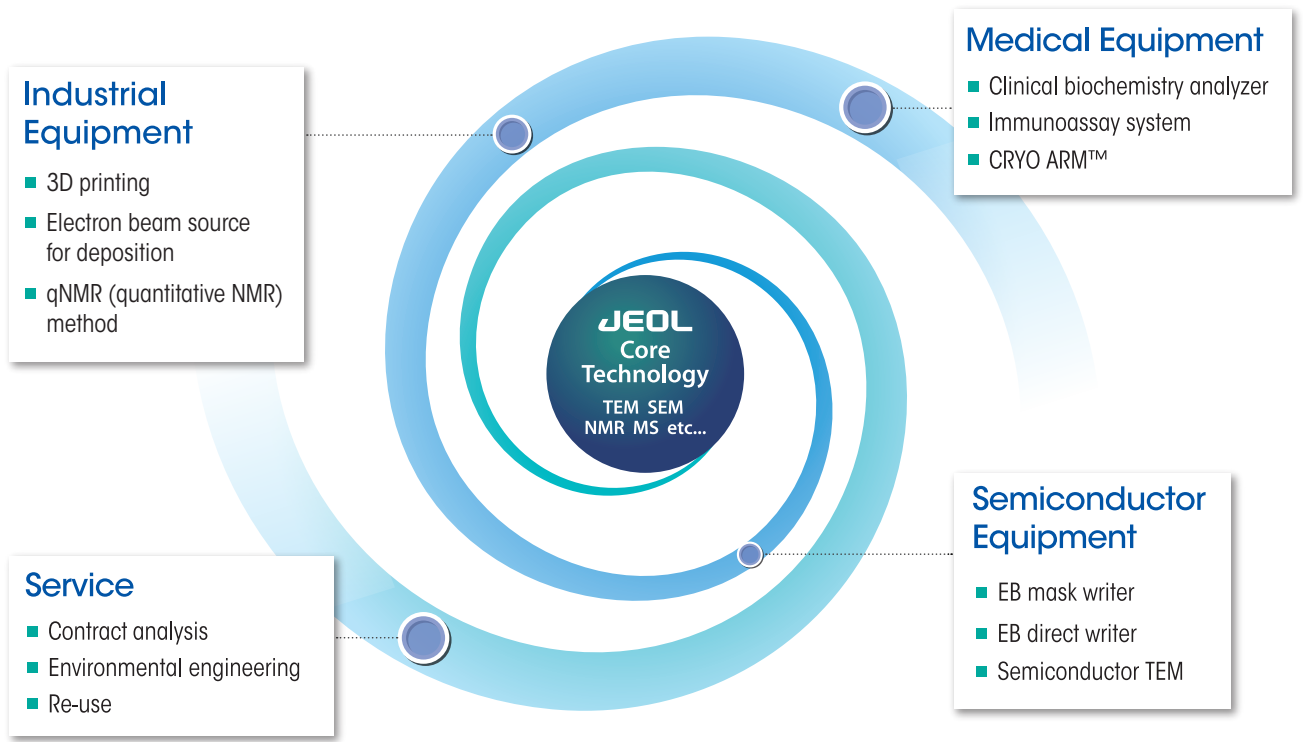 Industrial
Equipment
3D printing
Electron beam source
for deposition
qNMR (quantitative NMR)
method
Medical Equipment
Clinical biochemistry analyzer
Immunoassay system
CRYO ARM™
JEOL
Core
Technology
TEM SEM
NMR MS etc...
Service
Contract analysis
Environmental engineering
Re-use
Semiconductor
Equipment
EB mask writer
EB direct writer
Semiconductor TEM